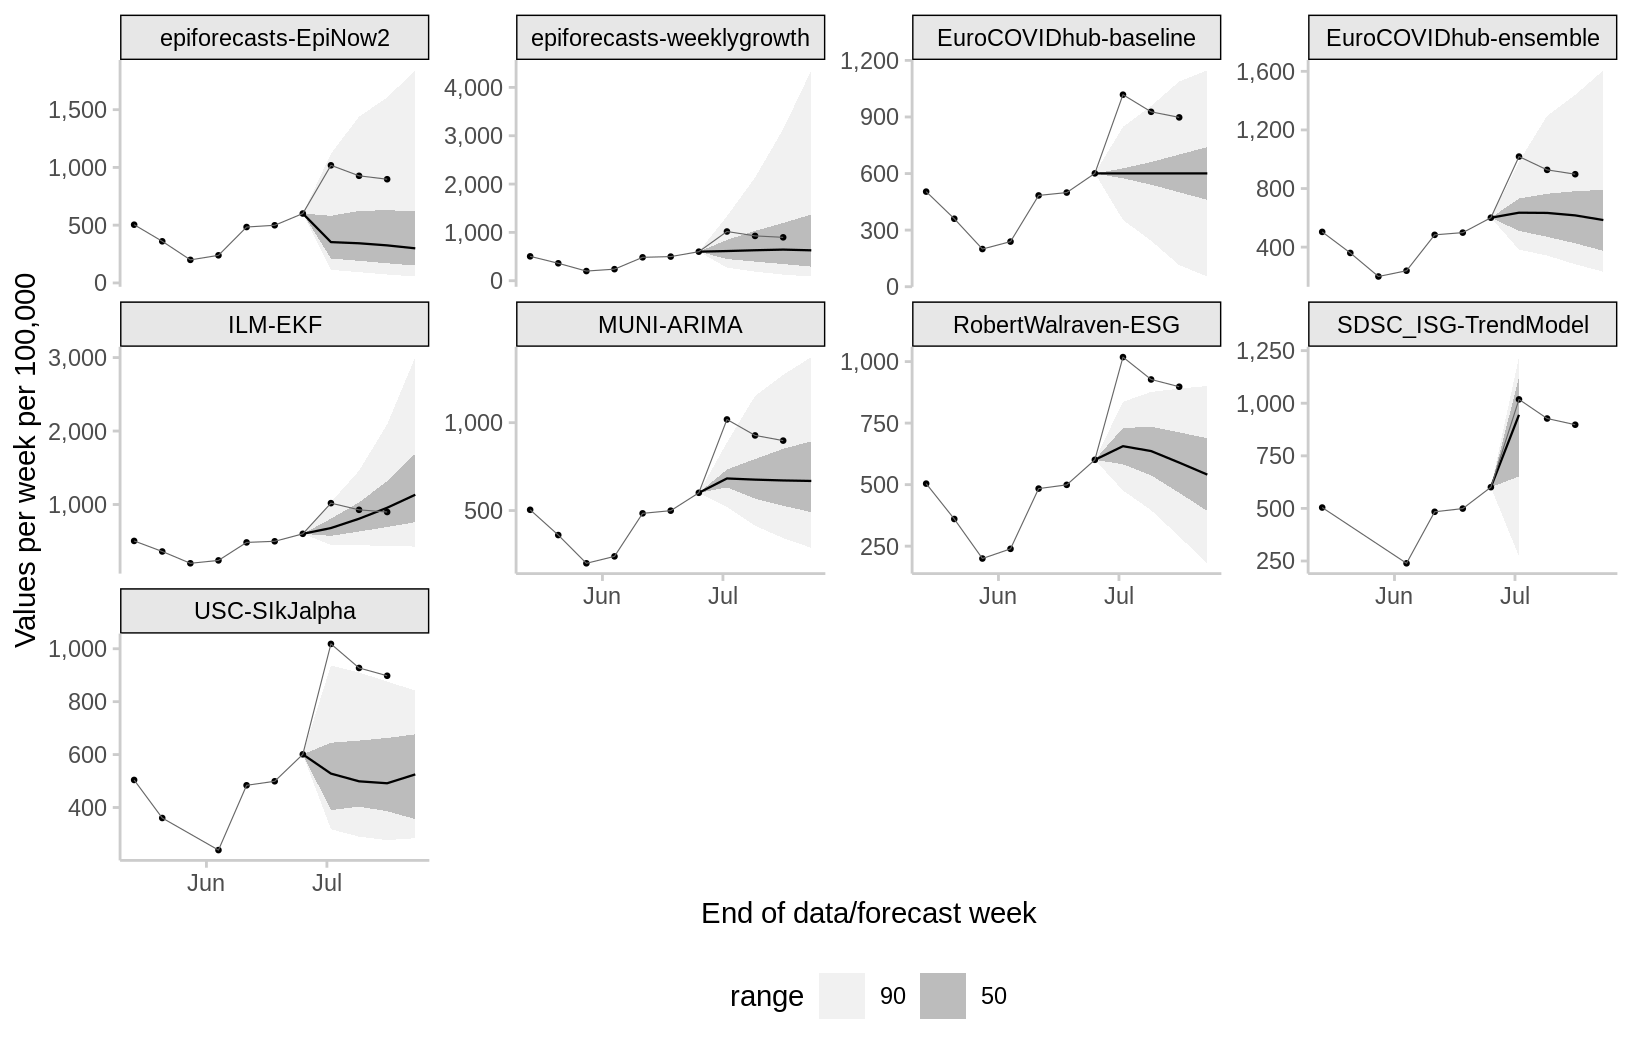 epiforecasts-EpiNow2
epiforecasts-weeklygrowth
EuroCOVIDhub-baseline
EuroCOVIDhub-ensemble
1,500
1,000
500
0
4,000
3,000
2,000
1,000
0
1,200
900
600
300
0
1,600
1,200
800
400
ILM-EKF
MUNI-ARIMA
RobertWalraven-ESG
SDSC_ISG-TrendModel
3,000
2,000
1,000
1,000
500
Jun Jul
1,000
750
500
250
Jun Jul
1,250
1,000
750
500
250
Jun Jul
USC-SIkJalpha
1,000
800
600
400
Jun Jul
Values per week per 100,000
End of data/forecast week
range 90 50